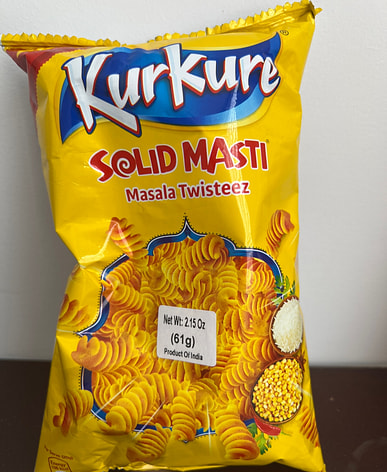 Kurkure
SOLID MASTI
Masala Twisteez
Net Wt: 2.15 Oz
(61g)
Product Of India